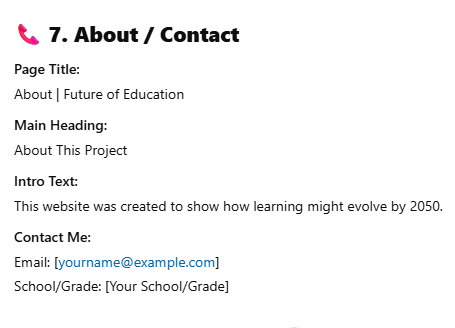 7. About / Contact
Page Title:
About | Future of Education
Main Heading:
About This Project
Intro Text:
This website was created to show how learning might evolve by 2050.
Contact Me:
Email: [yourname@example.com]
School/Grade: [Your School/Grade]